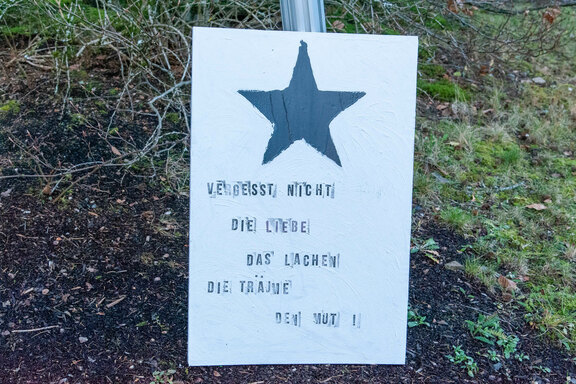 VERGESST NICHT
DIE LIEBE
DAS LACHEN
DIE TRÄUME
DEN MUT !